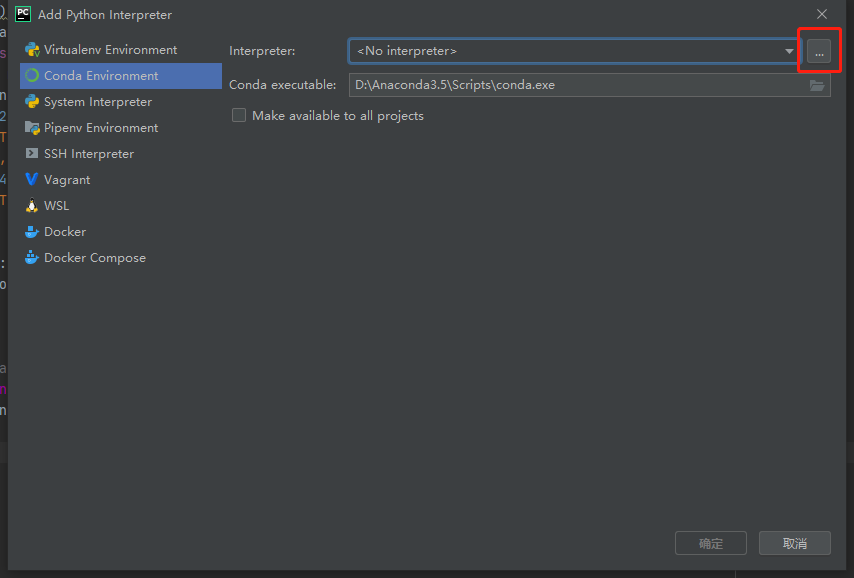 PC Add Python Interpreter
Virtualenv Environment
Conda Environment
System Interpreter
Pipenv Environment
SSH Interpreter
Vagrant
WSL
Docker
Docker Compose
Interpreter: <No interpreter> ...
Conda executable: D:\Anaconda3.5\Scripts\conda.exe
Make available to all projects
确定 取消